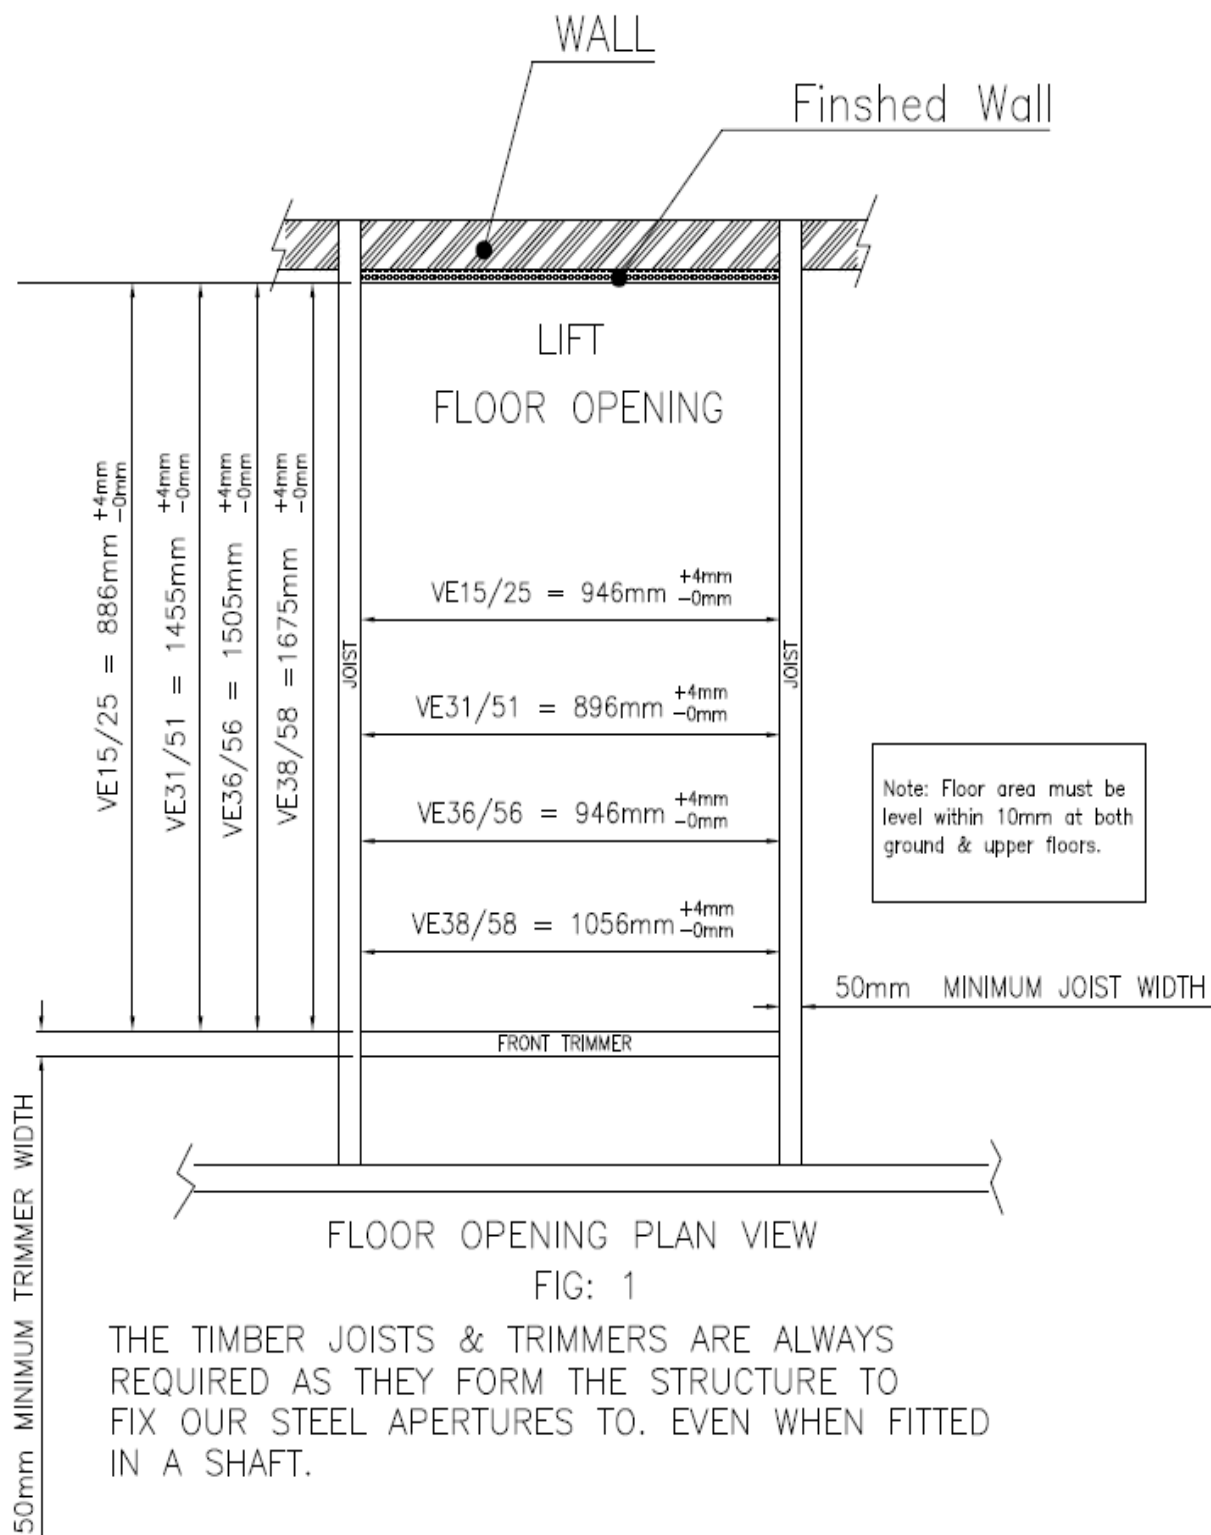 WALL
Finshed Wall
LIFT
FLOOR OPENING
VE15/25 = 886mm +4mm -0mm
VE31/51 = 1455mm +4mm -0mm
VE36/56 = 1505mm +4mm -0mm
VE38/58 =1675mm +4mm -0mm
JOIST
VE15/25 = 946mm +4mm -0mm
VE31/51 = 896mm +4mm -0mm
VE36/56 = 946mm +4mm -0mm
VE38/58 = 1056mm +4mm -0mm
JOIST
Note: Floor area must be
level within 10mm at both
ground & upper floors.
50mm MINIMUM JOIST WIDTH
FRONT TRIMMER
50mm MINIMUM TRIMMER WIDTH
FLOOR OPENING PLAN VIEW
FIG: 1
THE TIMBER JOISTS & TRIMMERS ARE ALWAYS
REQUIRED AS THEY FORM THE STRUCTURE TO
FIX OUR STEEL APERTURES TO. EVEN WHEN FITTED
IN A SHAFT.